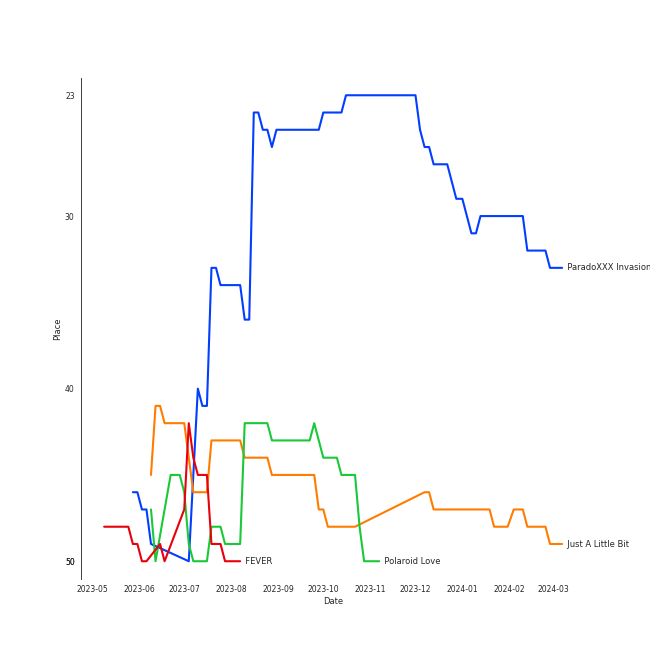 23
30
40
50
Place
ParadoXXX Invasion
Just A Little Bit
FEVER
Polaroid Love
2023-05 2023-06 2023-07 2023-08 2023-09 2023-10 2023-11 2023-12 2024-01 2024-02 2024-03
Date